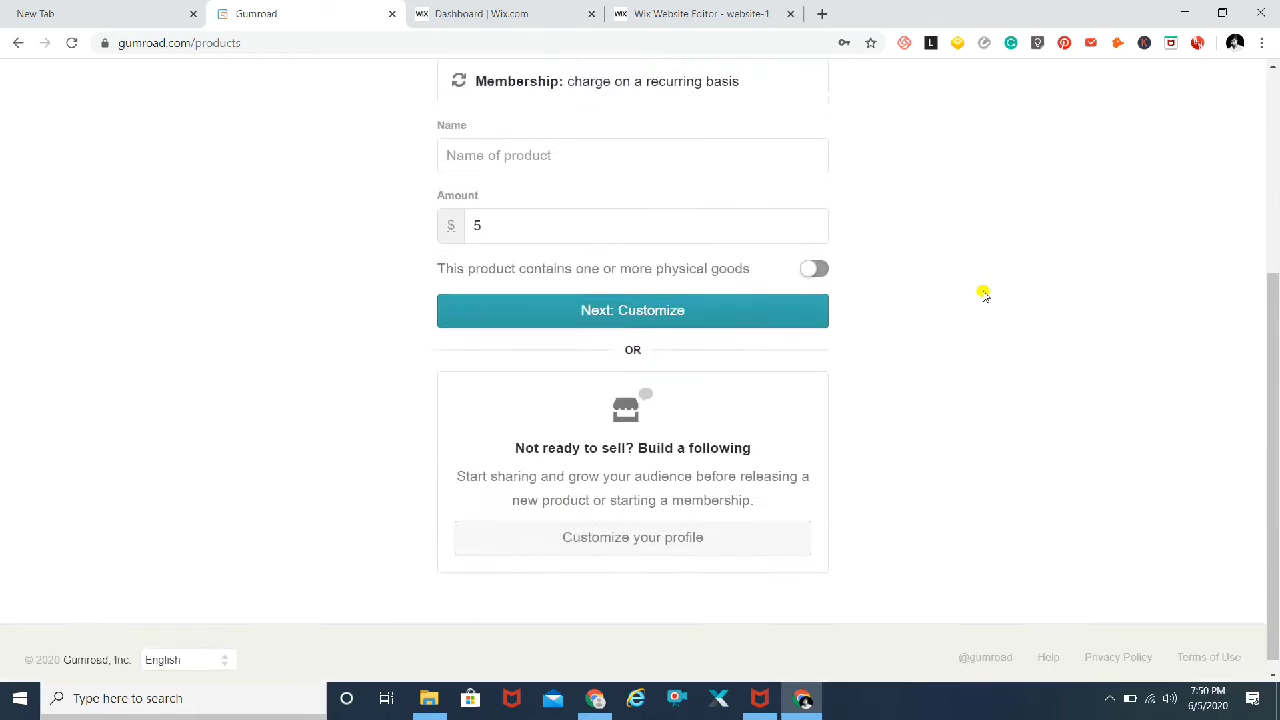 New Tab
Gumroad
WIX Dashboard | Wix.com
WIX Wix Website Editor - website-1
gumroad.com/products
Membership: charge on a recurring basis
Name
Name of product
Amount
$ 5
This product contains one or more physical goods
Next: Customize
OR
Not ready to sell? Build a following
Start sharing and grow your audience before releasing a
new product or starting a membership.
Customize your profile
© 2020 Gumroad, Inc.
English
@gumroad
Help
Privacy Policy
Terms of Use
Type here to search
7:50 PM
6/5/2020